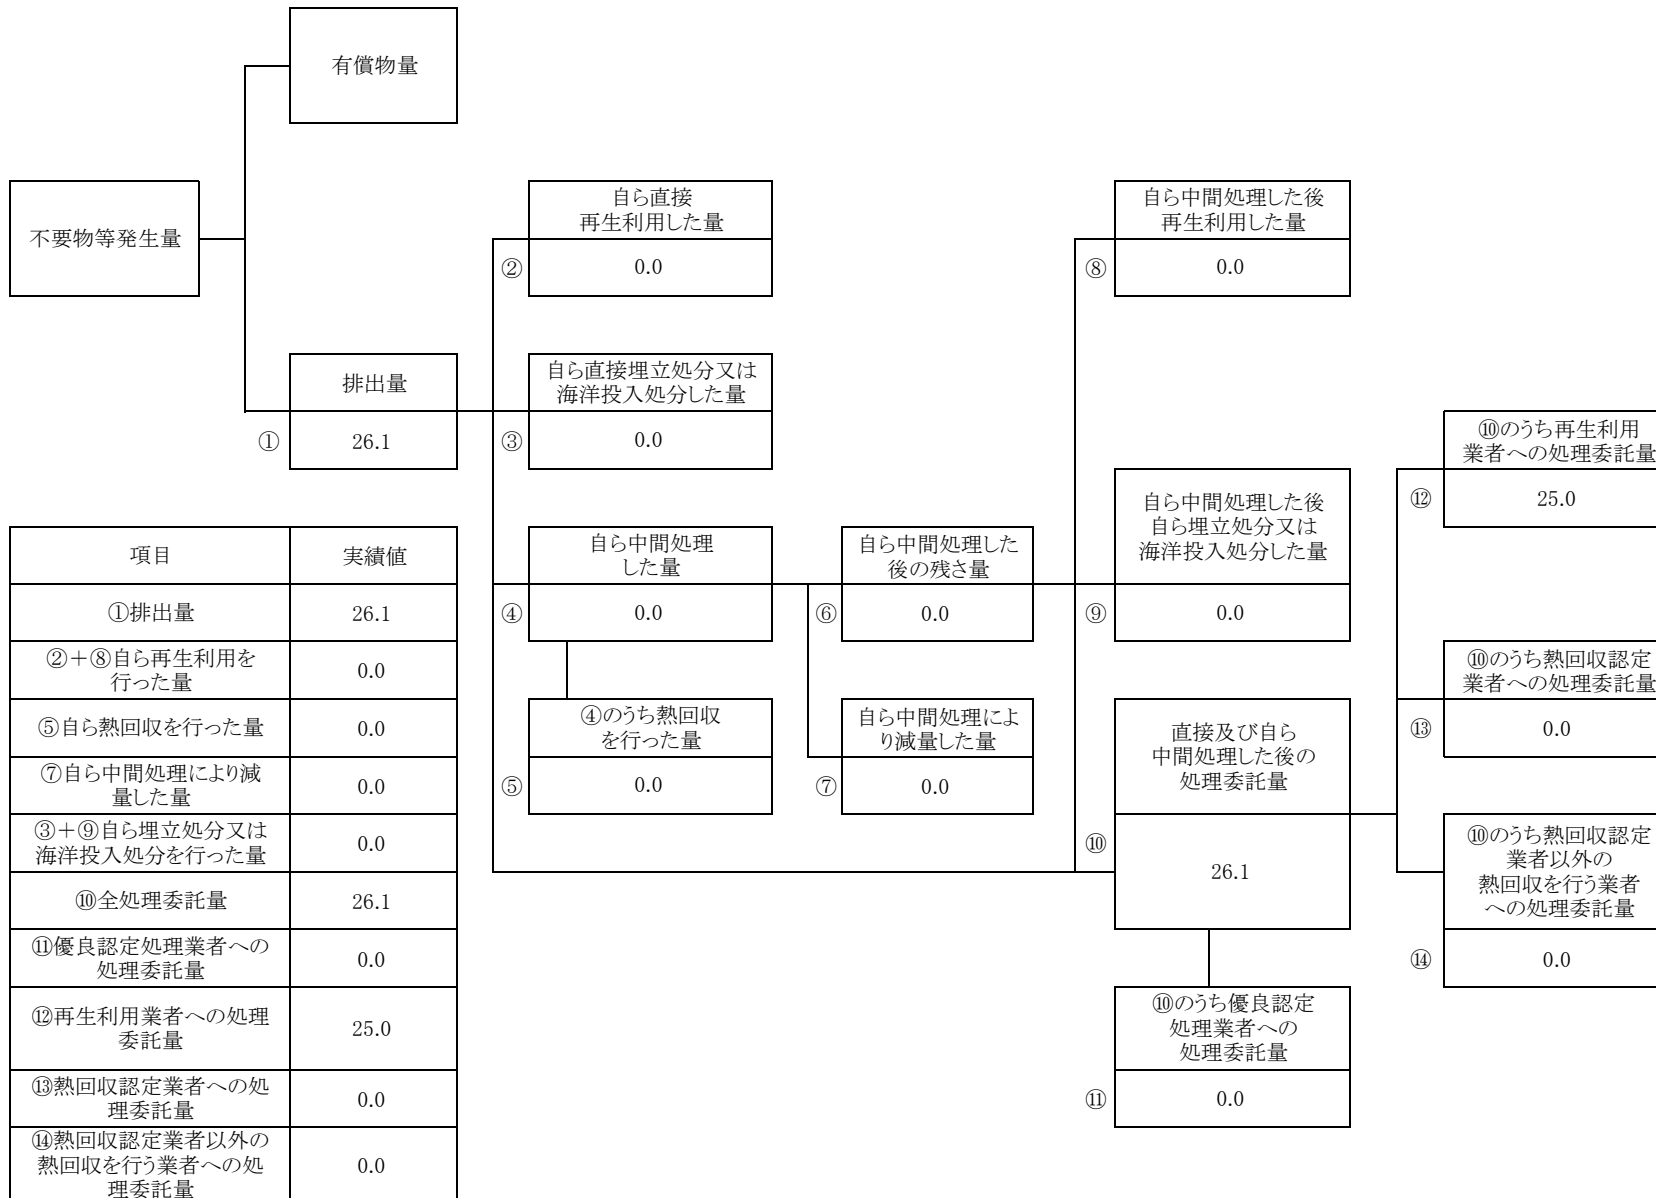 有償物量
不要物等発生量
自ら直接
再生利用した量
②
0.0
自ら中間処理した後
再生利用した量
⑧
0.0
排出量
①
26.1
自ら直接埋立処分又は
海洋投入処分した量
③
0.0
⑩のうち再生利用
業者への処理委託量
⑫
25.0
自ら中間処理
した量
④
0.0
自ら中間処理した
後の残さ量
⑥
0.0
自ら中間処理した後
自ら埋立処分又は
海洋投入処分した量
⑨
0.0
⑩のうち熱回収認定
業者への処理委託量
⑬
0.0
④のうち熱回収
を行った量
⑤
0.0
自ら中間処理によ
り減量した量
⑦
0.0
直接及び自ら
中間処理した後の
処理委託量
⑩
26.1
⑩のうち熱回収認定
業者以外の
熱回収を行う業者
への処理委託量
⑭
0.0
⑩のうち優良認定
処理業者への
処理委託量
⑪
0.0
項目 実績値
①排出量 26.1
②+⑧自ら再生利用を
行った量 0.0
⑤自ら熱回収を行った量 0.0
⑦自ら中間処理により減
量した量 0.0
③+⑨自ら埋立処分又は
海洋投入処分を行った量 0.0
⑩全処理委託量 26.1
⑪優良認定処理業者への
処理委託量 0.0
⑫再生利用業者への処理
委託量 25.0
⑬熱回収認定業者への処
理委託量 0.0
⑭熱回収認定業者以外の
熱回収を行う業者への処
理委託量 0.0